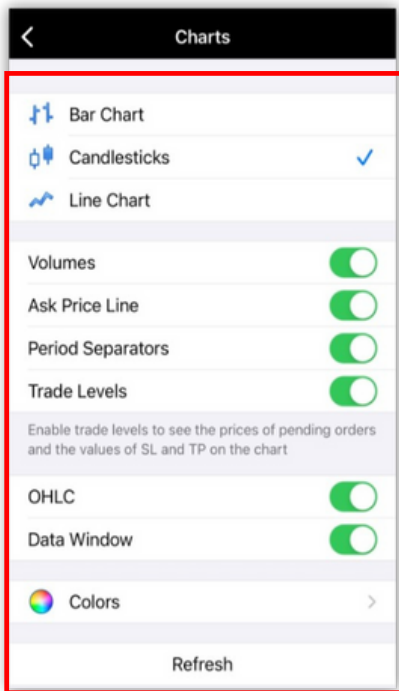 Charts
Bar Chart
Candlesticks
Line Chart
Volumes
Ask Price Line
Period Separators
Trade Levels
Enable trade levels to see the prices of pending orders
and the values of SL and TP on the chart
OHLC
Data Window
Colors
Refresh